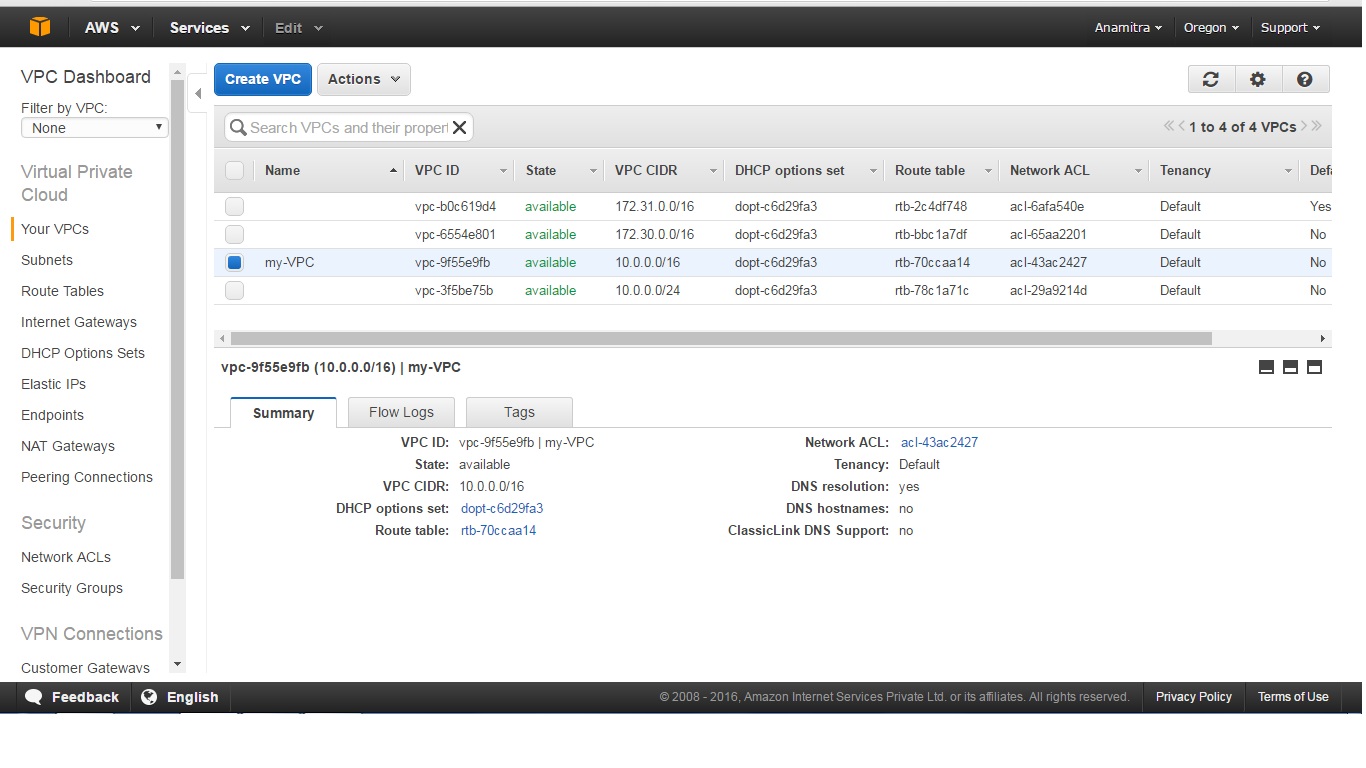 AWS Services Edit Anamitra Oregon Support
VPC Dashboard
Filter by VPC:
None
Virtual Private
Cloud
Your VPCs
Subnets
Route Tables
Internet Gateways
DHCP Options Sets
Elastic IPs
Endpoints
NAT Gateways
Peering Connections
Security
Network ACLs
Security Groups
VPN Connections
Customer Gateways
Create VPC Actions
Search VPCs and their propert
1 to 4 of 4 VPCs
Name VPC ID State VPC CIDR DHCP options set Route table Network ACL Tenancy Defa
vpc-b0c619d4 available 172.31.0.0/16 dopt-c6d29fa3 rtb-2c4df748 acl-6afa540e Default Yes
vpc-6554e801 available 172.30.0.0/16 dopt-c6d29fa3 rtb-bbc1a7df acl-65aa2201 Default No
my-VPC vpc-9f55e9fb available 10.0.0.0/16 dopt-c6d29fa3 rtb-70ccaa14 acl-43ac2427 Default No
vpc-3f5be75b available 10.0.0.0/24 dopt-c6d29fa3 rtb-78c1a71c acl-29a9214d Default No
vpc-9f55e9fb (10.0.0.0/16) | my-VPC
Summary Flow Logs Tags
VPC ID: vpc-9f55e9fb | my-VPC Network ACL: acl-43ac2427
State: available Tenancy: Default
VPC CIDR: 10.0.0.0/16 DNS resolution: yes
DHCP options set: dopt-c6d29fa3 DNS hostnames: no
Route table: rtb-70ccaa14 ClassicLink DNS Support: no
Feedback English © 2008 - 2016, Amazon Internet Services Private Ltd. or its affiliates. All rights reserved. Privacy Policy Terms of Use